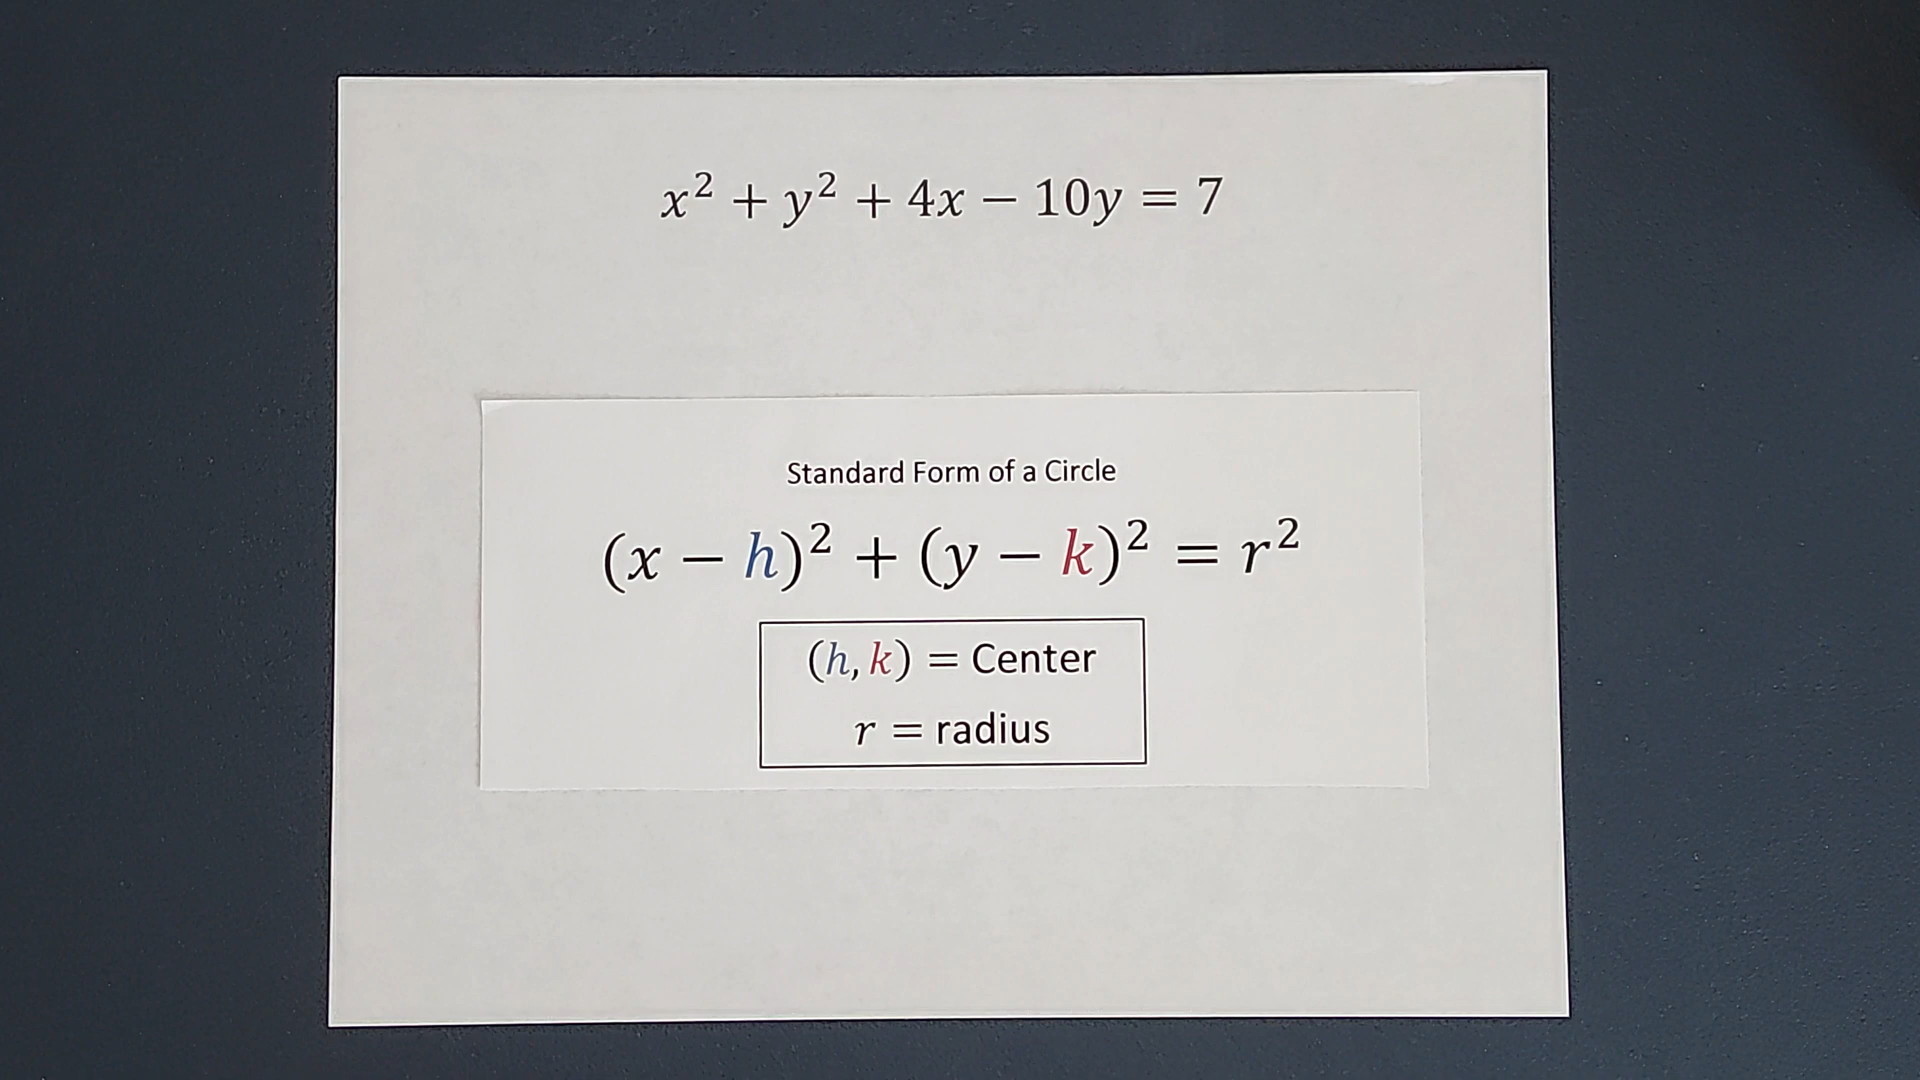 x² + y² + 4x − 10y = 7
Standard Form of a Circle
(x − h)² + (y − k)² = r²
(h, k) = Center
r = radius